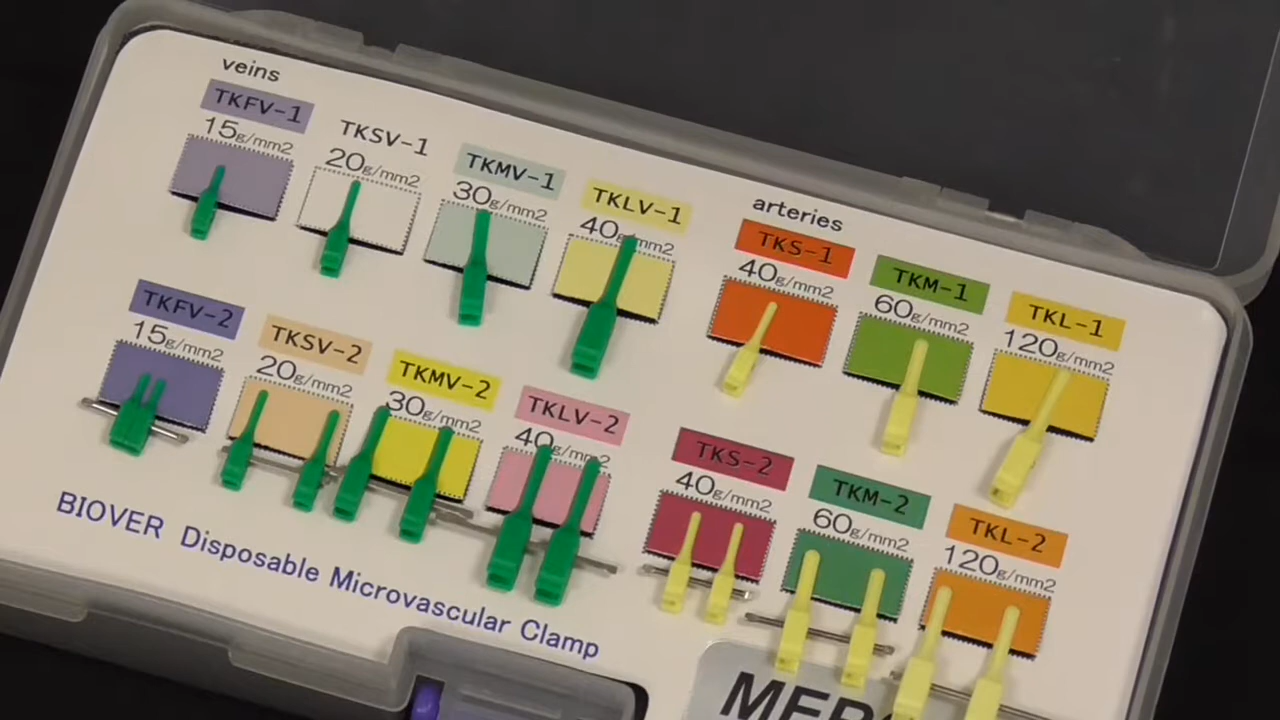 veins
TKFV-1
15g/mm2
TKSV-1
20g/mm2
TKMV-1
30g/mm2
TKLV-1
40g/mm2
arteries
TKS-1
40g/mm2
TKM-1
60g/mm2
TKL-1
120g/mm2
TKFV-2
15g/mm2
TKSV-2
20g/mm2
TKMV-2
30g/mm2
TKLV-2
40g/mm2
TKS-2
40g/mm2
TKM-2
60g/mm2
TKL-2
120g/mm2
BIOVER Disposable Microvascular Clamp